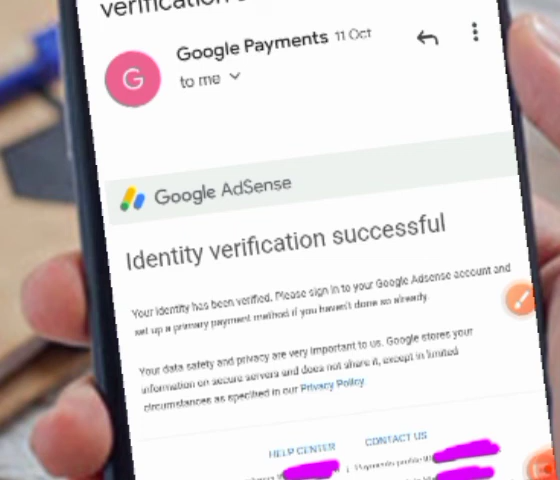 verification
Google Payments 11 Oct
G
to me
Google AdSense
Identity verification successful
Your identity has been verified. Please sign in to your Google Adsense account and
set up a primary payment method if you haven't done so already.
Your data safety and privacy are very important to us. Google stores your
information on secure servers and does not share it, except in limited
circumstances as specified in our Privacy Policy
HELP CENTER CONTACT US
| Payments profile